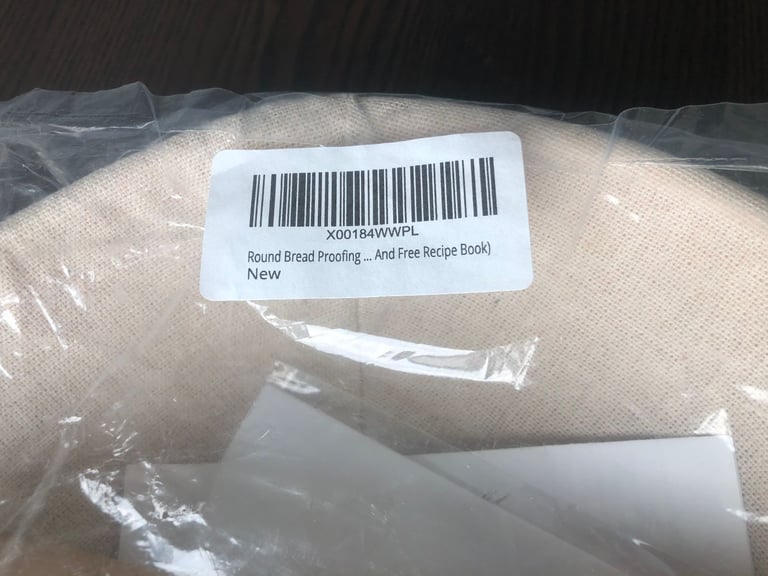 X00184WWPL
Round Bread Proofing ... And Free Recipe Book)
New